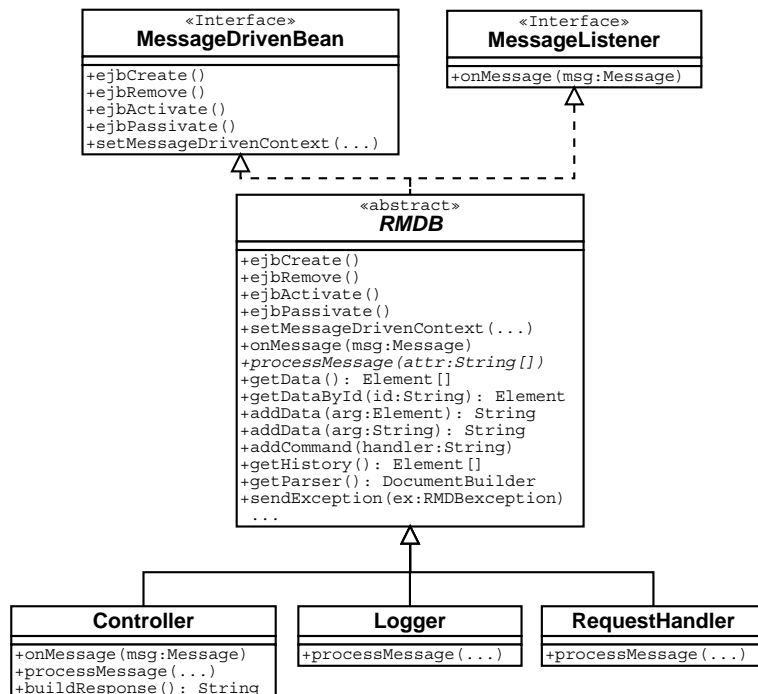 «Interface»
MessageDrivenBean
+ejbCreate()
+ejbRemove()
+ejbActivate()
+ejbPassivate()
+setMessageDrivenContext(...)
«Interface»
MessageListener
+onMessage(msg:Message)
«abstract»
RMDB
+ejbCreate()
+ejbRemove()
+ejbActivate()
+ejbPassivate()
+setMessageDrivenContext(...)
+onMessage(msg:Message)
+processMessage(attr:String[])
+getData(): Element[]
+getDataById(id:String): Element
+addData(arg:Element): String
+addData(arg:String): String
+addCommand(handler:String)
+getHistory(): Element[]
+getParser(): DocumentBuilder
+sendException(ex:RMDBexception)
...
Controller
+onMessage(msg:Message)
+processMessage(...)
+buildResponse(): String
Logger
+processMessage(...)
RequestHandler
+processMessage(...)